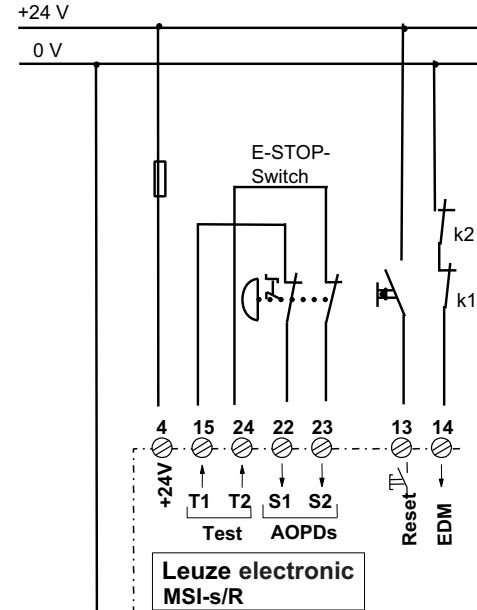 +24 V
0 V
E-STOP-
Switch
k2
k1
4 15 24 22 23 13 14
+24V T1 T2 S1 S2 Reset EDM
Test AOPDs
Leuze electronic
MSI-s/R